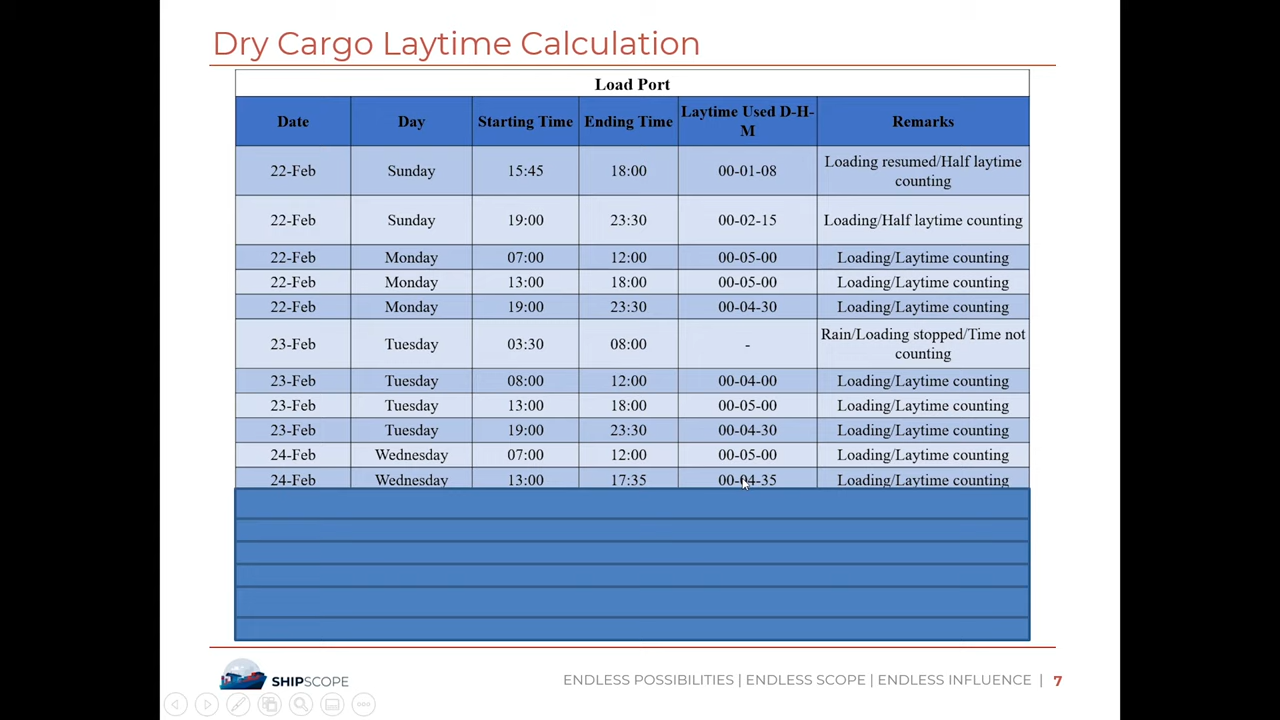 Dry Cargo Laytime Calculation
Load Port
Date Day Starting Time Ending Time Laytime Used D-H-M Remarks
22-Feb Sunday 15:45 18:00 00-01-08 Loading resumed/Half laytime counting
22-Feb Sunday 19:00 23:30 00-02-15 Loading/Half laytime counting
22-Feb Monday 07:00 12:00 00-05-00 Loading/Laytime counting
22-Feb Monday 13:00 18:00 00-05-00 Loading/Laytime counting
22-Feb Monday 19:00 23:30 00-04-30 Loading/Laytime counting
23-Feb Tuesday 03:30 08:00 - Rain/Loading stopped/Time not counting
23-Feb Tuesday 08:00 12:00 00-04-00 Loading/Laytime counting
23-Feb Tuesday 13:00 18:00 00-05-00 Loading/Laytime counting
23-Feb Tuesday 19:00 23:30 00-04-30 Loading/Laytime counting
24-Feb Wednesday 07:00 12:00 00-05-00 Loading/Laytime counting
24-Feb Wednesday 13:00 17:35 00-04-35 Loading/Laytime counting
SHIPSCOPE
ENDLESS POSSIBILITIES | ENDLESS SCOPE | ENDLESS INFLUENCE | 7